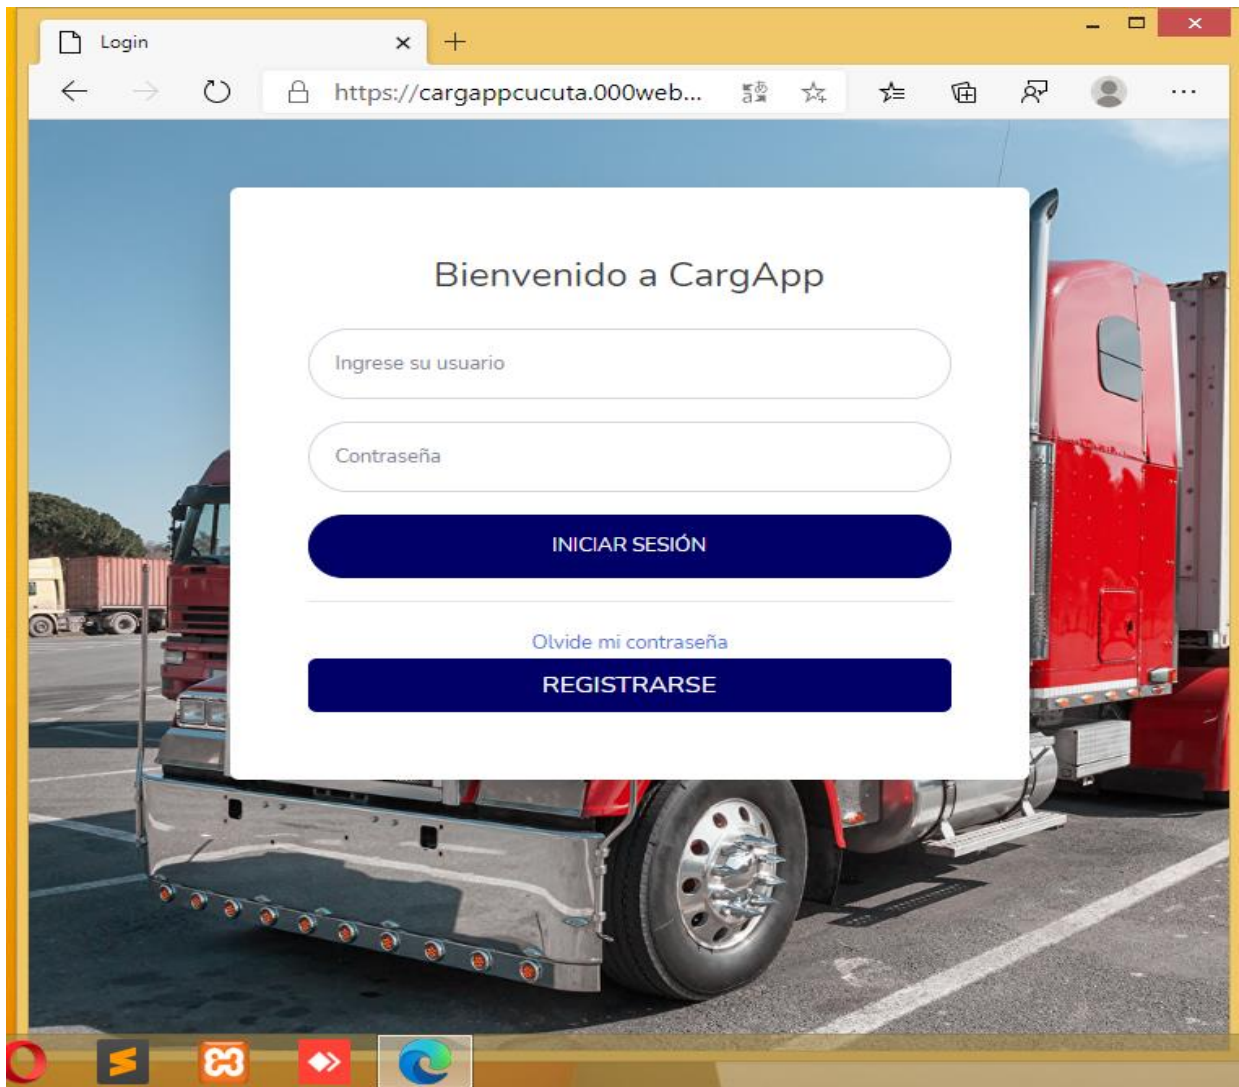 Login
https://cargappcucuta.000web...
Bienvenido a CargApp
Ingrese su usuario
Contraseña
INICIAR SESIÓN
Olvide mi contraseña
REGISTRARSE